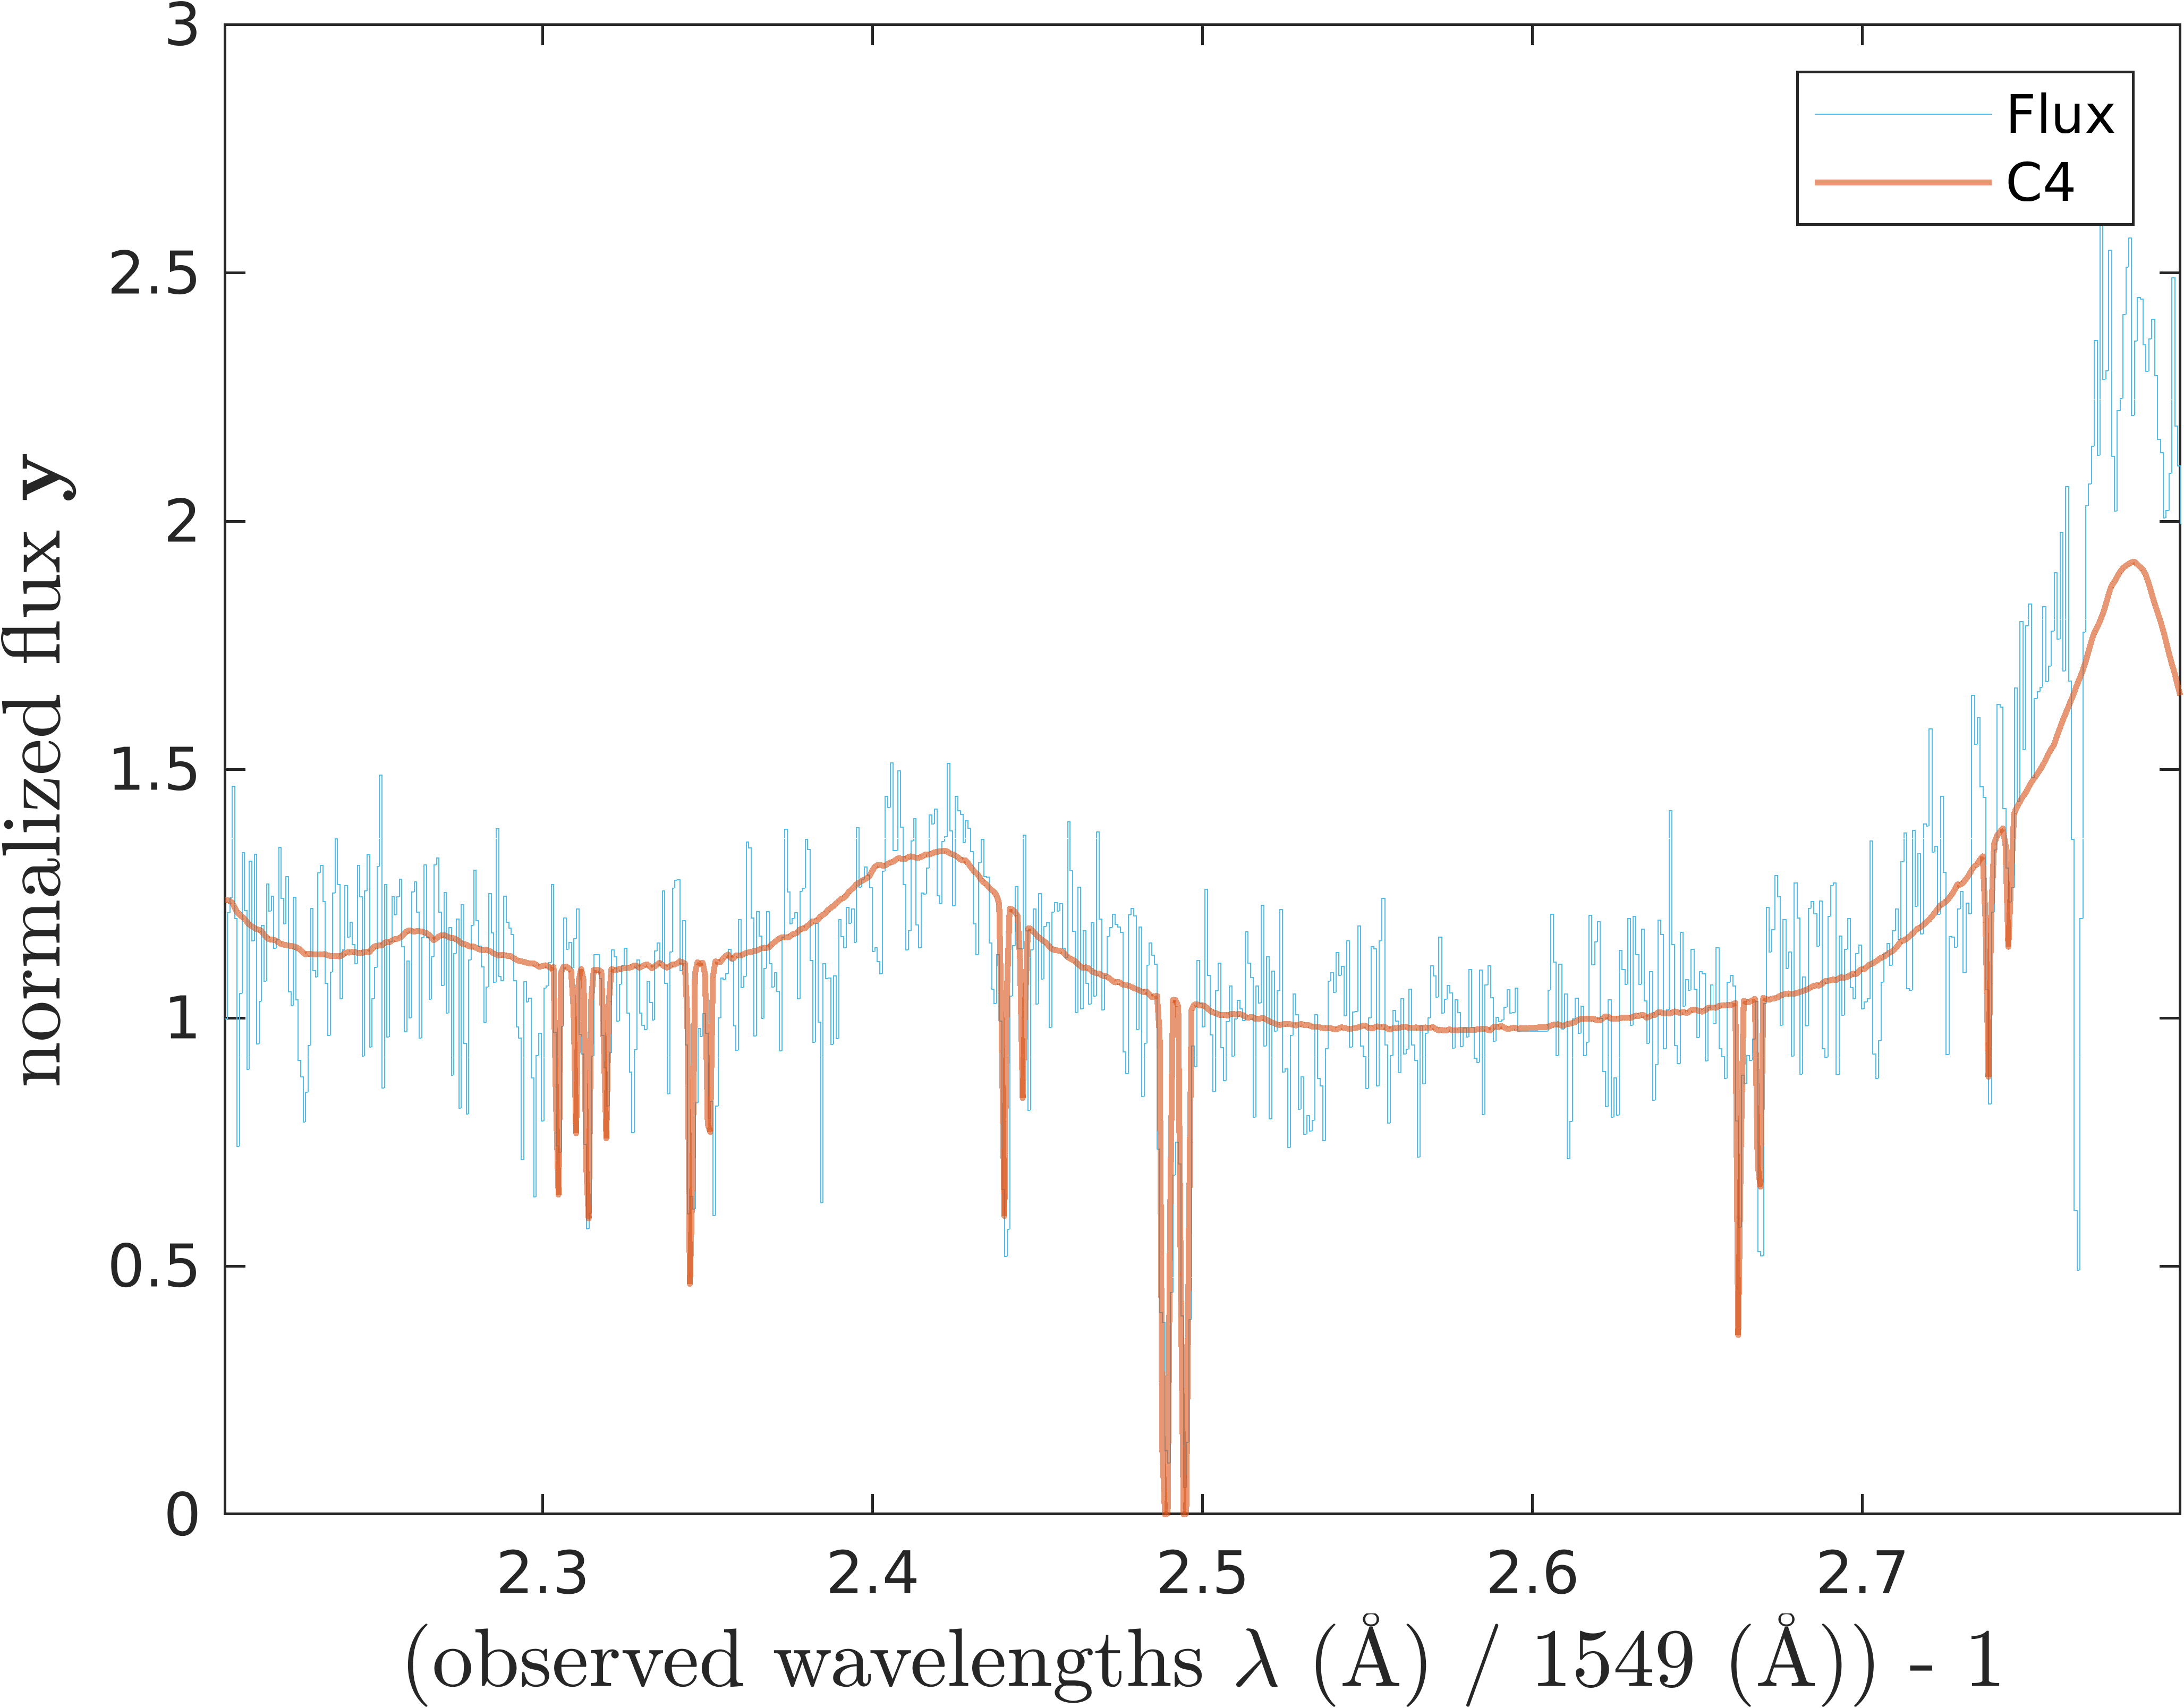 3
2.5
2
1.5
1
0.5
0
normalized flux y
Flux
C4
2.3 2.4 2.5 2.6 2.7
(observed wavelengths λ (Å) / 1549 (Å)) - 1